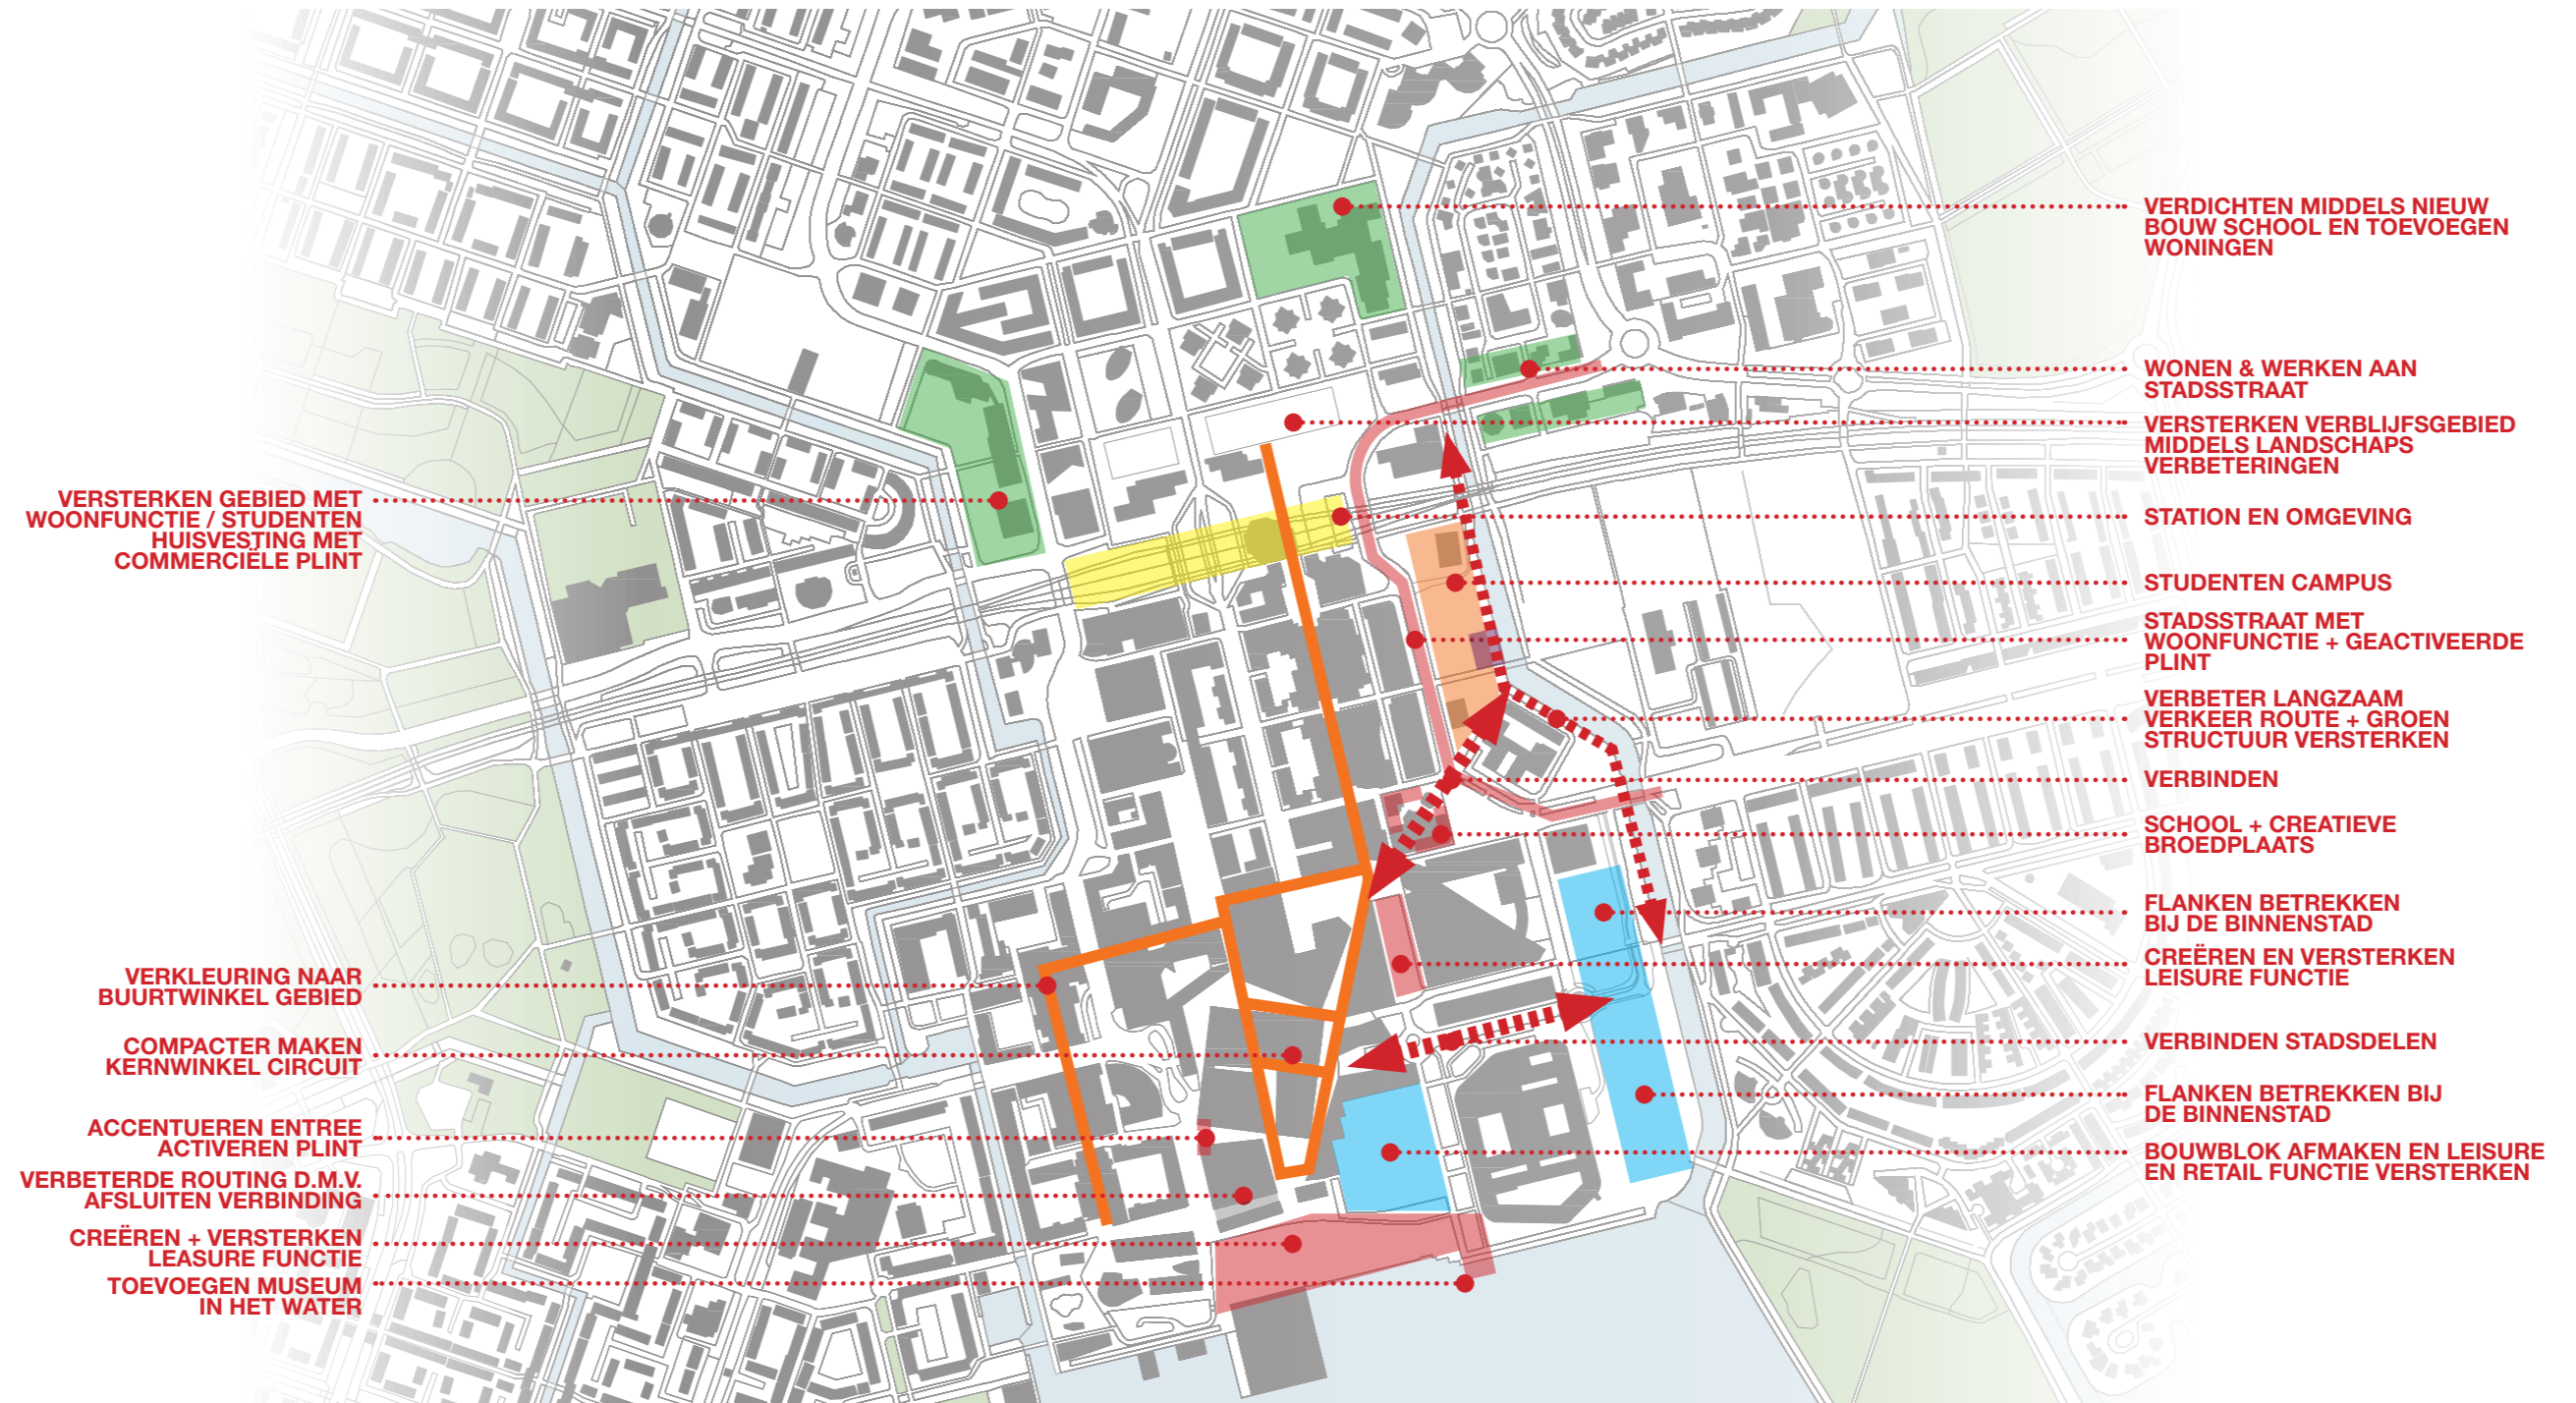 VERSTERKEN GEBIED MET
WOONFUNCTIE / STUDENTEN
HUISVESTING MET
COMMERCIËLE PLINT
VERKLEURING NAAR
BUURTWINKEL GEBIED
COMPACTER MAKEN
KERNWINKEL CIRCUIT
ACCENTUEREN ENTREE
ACTIVEREN PLINT
VERBETERDE ROUTING D.M.V.
AFSLUITEN VERBINDING
CREËREN + VERSTERKEN
LEASURE FUNCTIE
TOEVOEGEN MUSEUM
IN HET WATER
VERDICHTEN MIDDELS NIEUW
BOUW SCHOOL EN TOEVOEGEN
WONINGEN
WONEN & WERKEN AAN
STADSSTRAAT
VERSTERKEN VERBLIJFSGEBIED
MIDDELS LANDSCHAPS
VERBETERINGEN
STATION EN OMGEVING
STUDENTEN CAMPUS
STADSSTRAAT MET
WOONFUNCTIE + GEACTIVEERDE
PLINT
VERBETER LANGZAAM
VERKEER ROUTE + GROEN
STRUCTUUR VERSTERKEN
VERBINDEN
SCHOOL + CREATIEVE
BROEDPLAATS
FLANKEN BETREKKEN
BIJ DE BINNENSTAD
CREËREN EN VERSTERKEN
LEISURE FUNCTIE
VERBINDEN STADSDELEN
FLANKEN BETREKKEN BIJ
DE BINNENSTAD
BOUWBLOK AFMAKEN EN LEISURE
EN RETAIL FUNCTIE VERSTERKEN